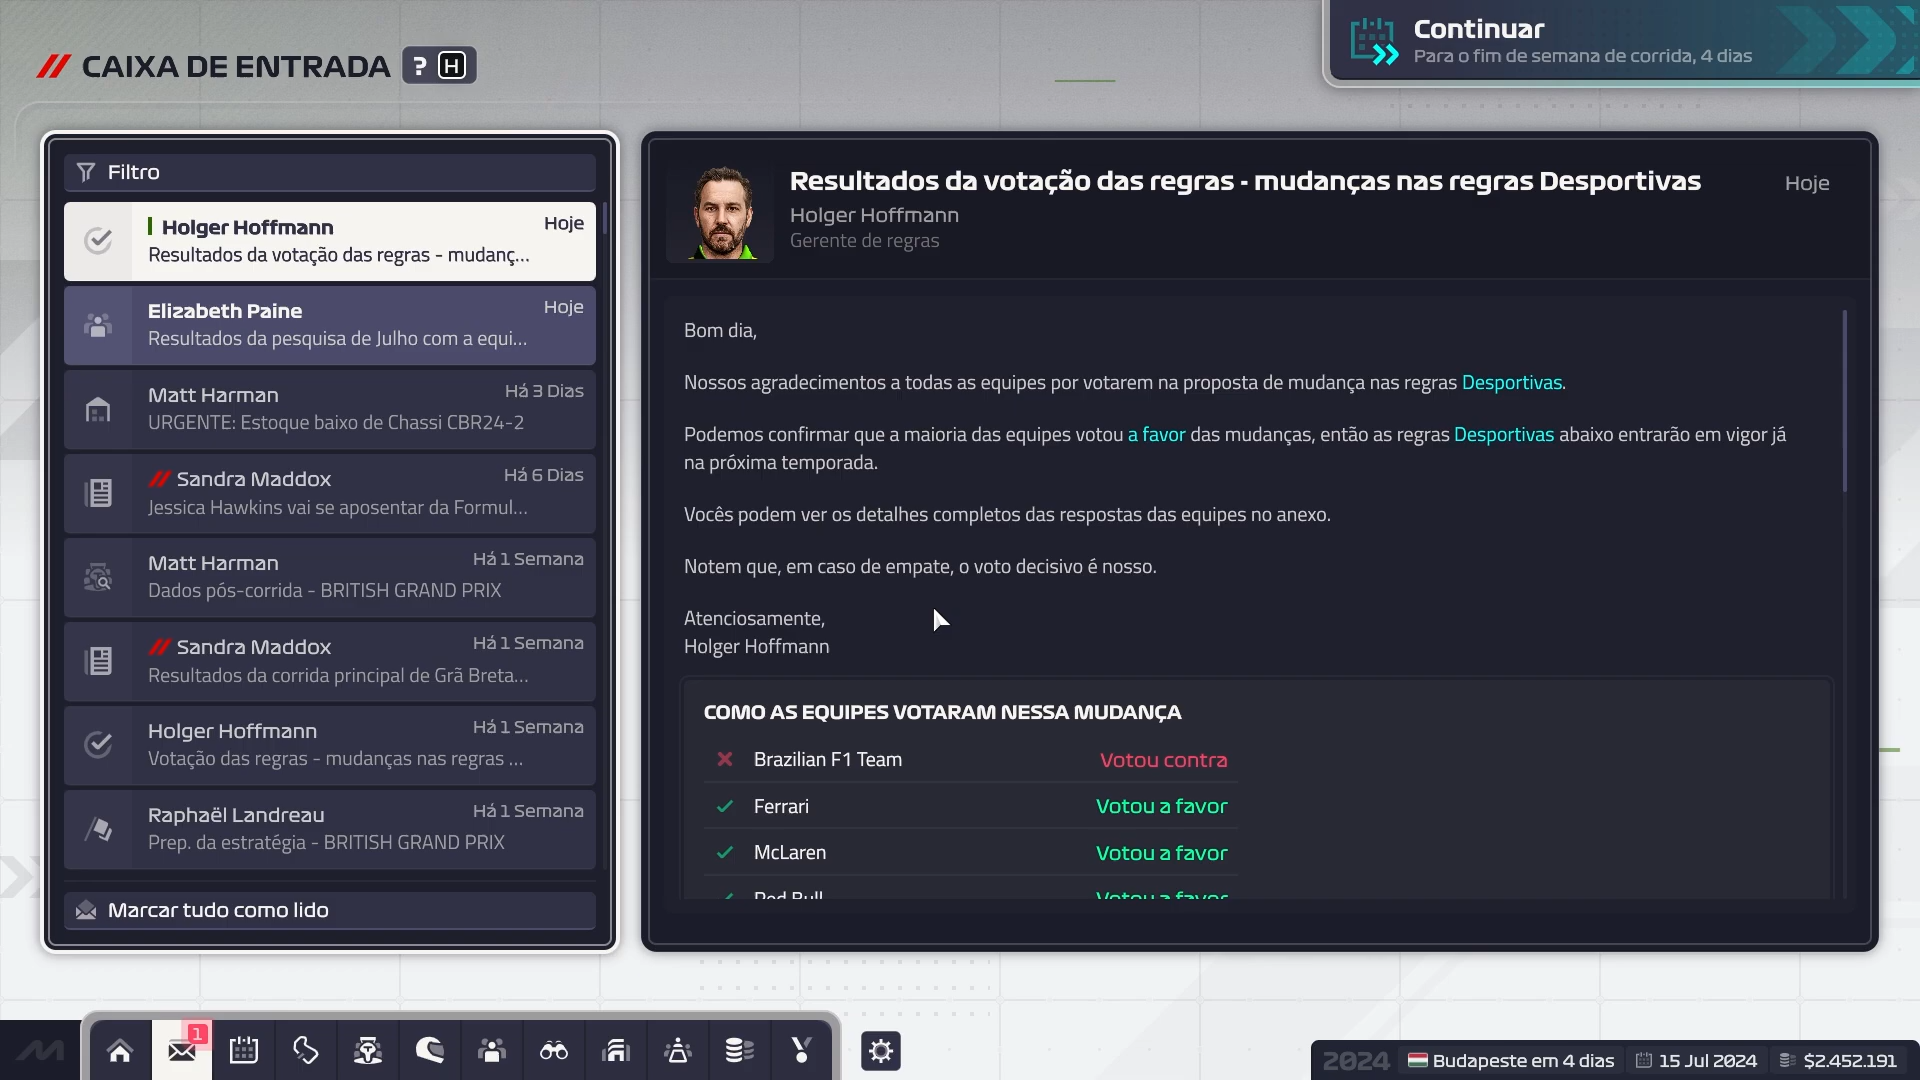 CAIXA DE ENTRADA
? H
Continuar
Para o fim de semana de corrida, 4 dias
Filtro
Holger Hoffmann
Hoje
Resultados da votação das regras - mudanç...
Elizabeth Paine
Hoje
Resultados da pesquisa de Julho com a equi...
Matt Harman
Há 3 Dias
URGENTE: Estoque baixo de Chassi CBR24-2
Sandra Maddox
Há 6 Dias
Jessica Hawkins vai se aposentar da Formul...
Matt Harman
Há 1 Semana
Dados pós-corrida - BRITISH GRAND PRIX
Sandra Maddox
Há 1 Semana
Resultados da corrida principal de Grã Breta...
Holger Hoffmann
Há 1 Semana
Votação das regras - mudanças nas regras ...
Raphaël Landreau
Há 1 Semana
Prep. da estratégia - BRITISH GRAND PRIX
Marcar tudo como lido
Resultados da votação das regras - mudanças nas regras Desportivas
Hoje
Holger Hoffmann
Gerente de regras
Bom dia,
Nossos agradecimentos a todas as equipes por votarem na proposta de mudança nas regras Desportivas.
Podemos confirmar que a maioria das equipes votou a favor das mudanças, então as regras Desportivas abaixo entrarão em vigor já
na próxima temporada.
Vocês podem ver os detalhes completos das respostas das equipes no anexo.
Notem que, em caso de empate, o voto decisivo é nosso.
Atenciosamente,
Holger Hoffmann
COMO AS EQUIPES VOTARAM NESSA MUDANÇA
Brazilian F1 Team Votou contra
Ferrari Votou a favor
McLaren Votou a favor
Red Bull Votou a favor
1
2024
Budapeste em 4 dias
15 Jul 2024
$2.452.191